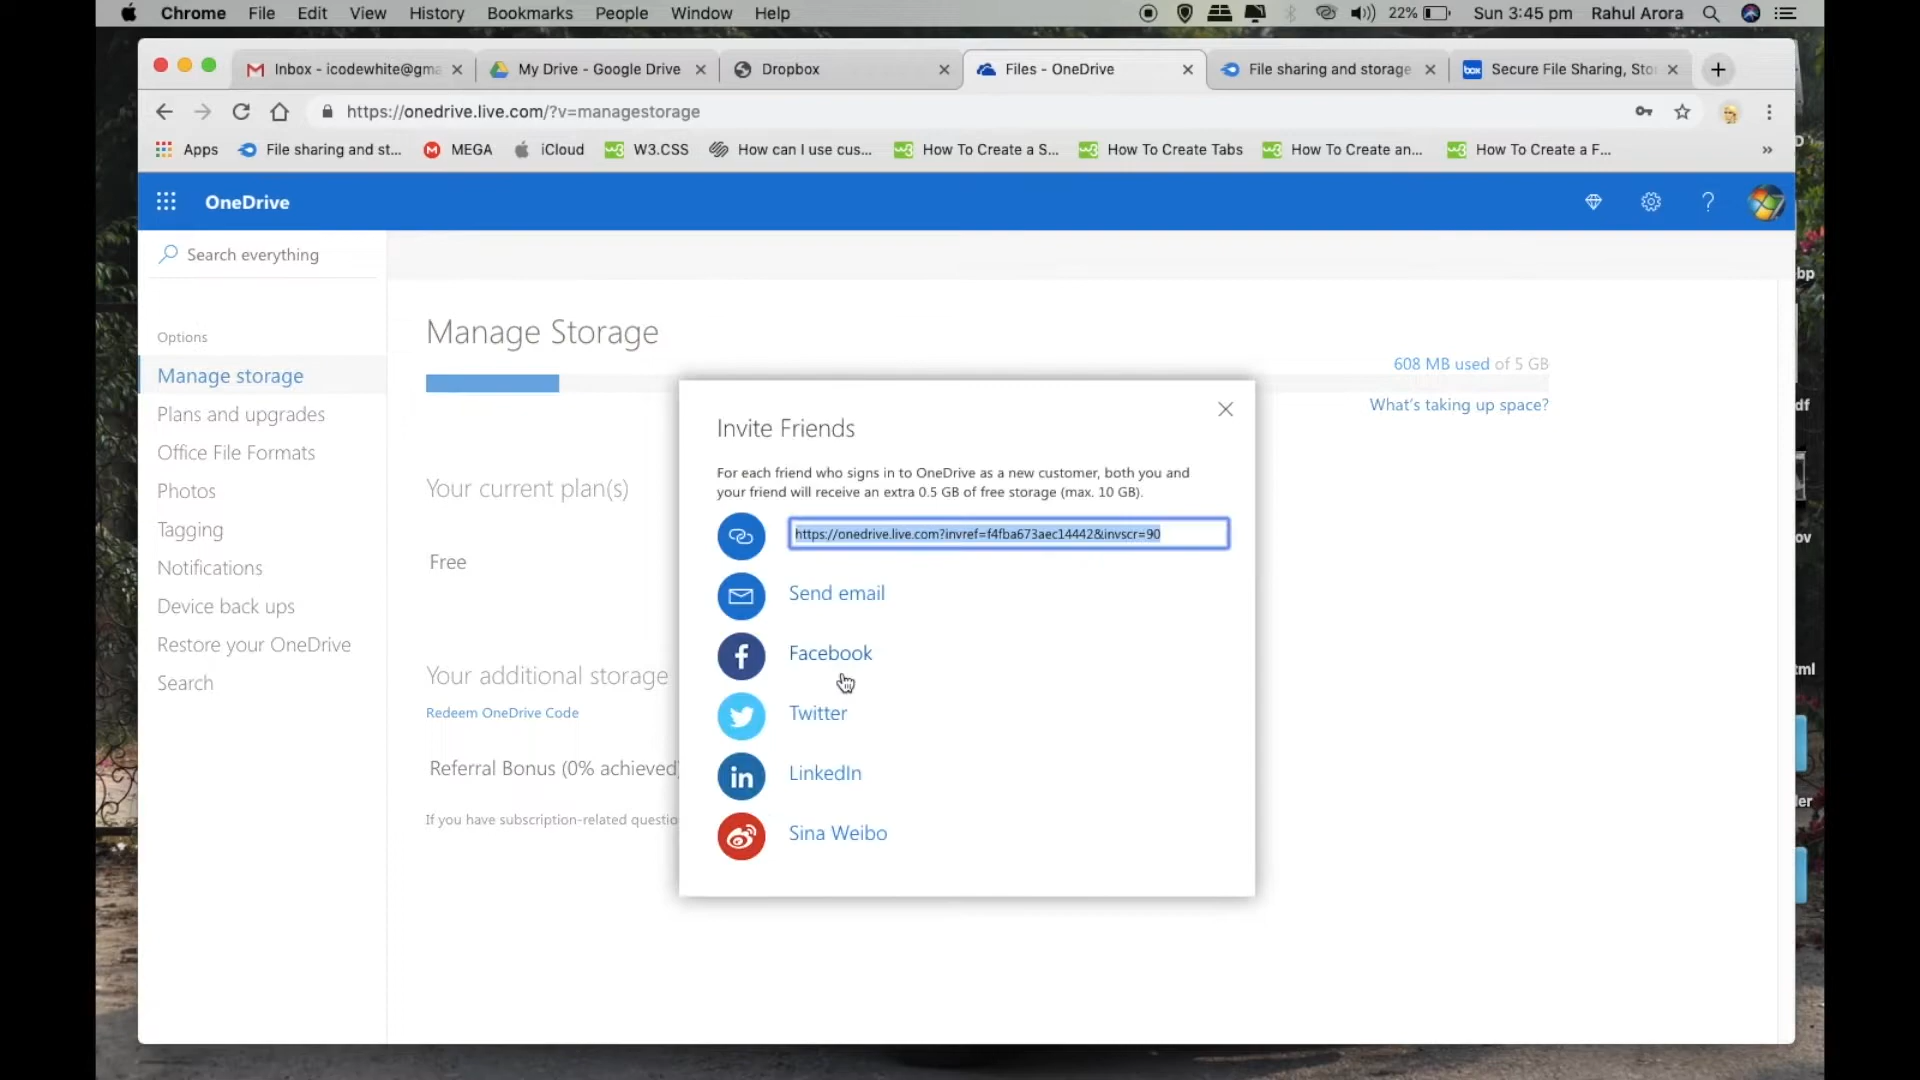 Chrome File Edit View History Bookmarks People Window Help 22% Sun 3:45 pm Rahul Arora
Inbox - icodewhite@gma My Drive - Google Drive Dropbox Files - OneDrive File sharing and storage box Secure File Sharing, Sto
https://onedrive.live.com/?v=managestorage
Apps File sharing and st... MEGA iCloud W3.CSS How can I use cus... How To Create a S... How To Create Tabs How To Create an... How To Create a F... »
OneDrive
Search everything
Options
Manage storage
Plans and upgrades
Office File Formats
Photos
Tagging
Notifications
Device back ups
Restore your OneDrive
Search
Manage Storage
608 MB used of 5 GB
What's taking up space?
Your current plan(s)
Free
Your additional storage
Redeem OneDrive Code
Referral Bonus (0% achieved)
If you have subscription-related questio
Invite Friends
For each friend who signs in to OneDrive as a new customer, both you and
your friend will receive an extra 0.5 GB of free storage (max. 10 GB).
https://onedrive.live.com?invref=f4fba673aec14442&invscr=90
Send email
Facebook
Twitter
LinkedIn
Sina Weibo
bp
df
ov
tml
er